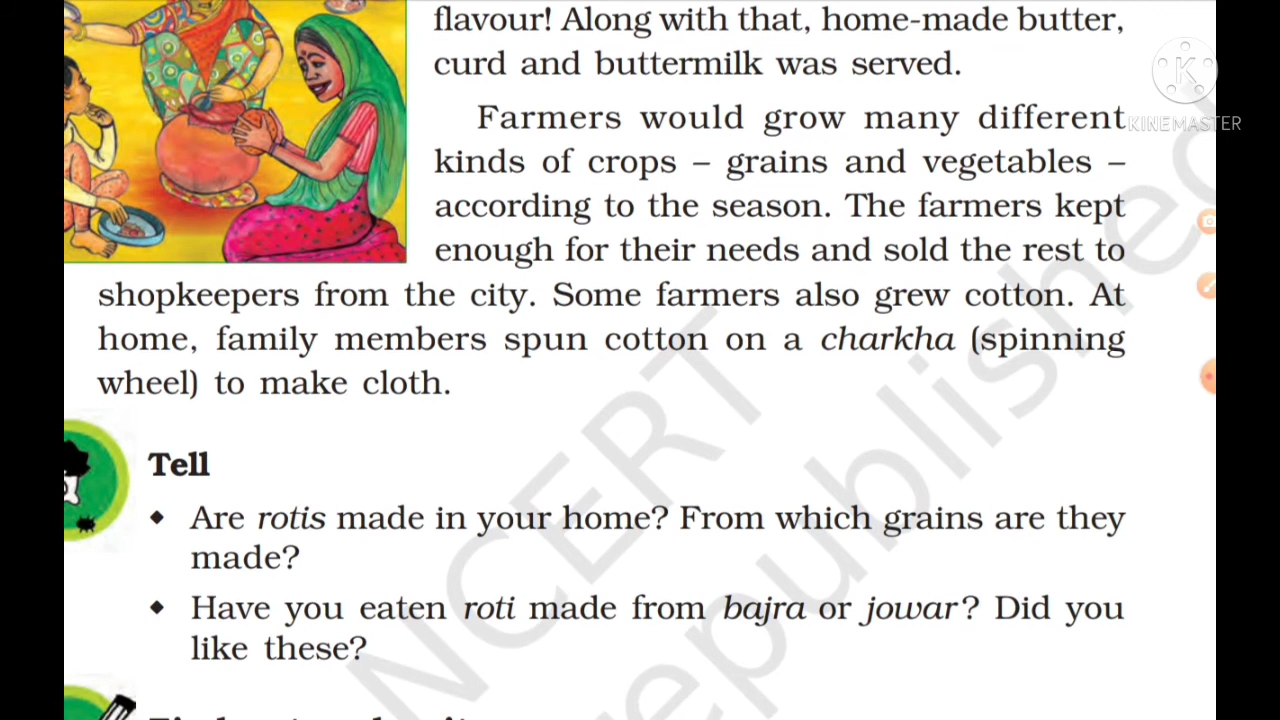 flavour! Along with that, home-made butter,
curd and buttermilk was served.
Farmers would grow many different
kinds of crops – grains and vegetables –
according to the season. The farmers kept
enough for their needs and sold the rest to
shopkeepers from the city. Some farmers also grew cotton. At
home, family members spun cotton on a charkha (spinning
wheel) to make cloth.
Tell
◆ Are rotis made in your home? From which grains are they
made?
◆ Have you eaten roti made from bajra or jowar? Did you
like these?
K
KINEMASTER
NCERT
republished